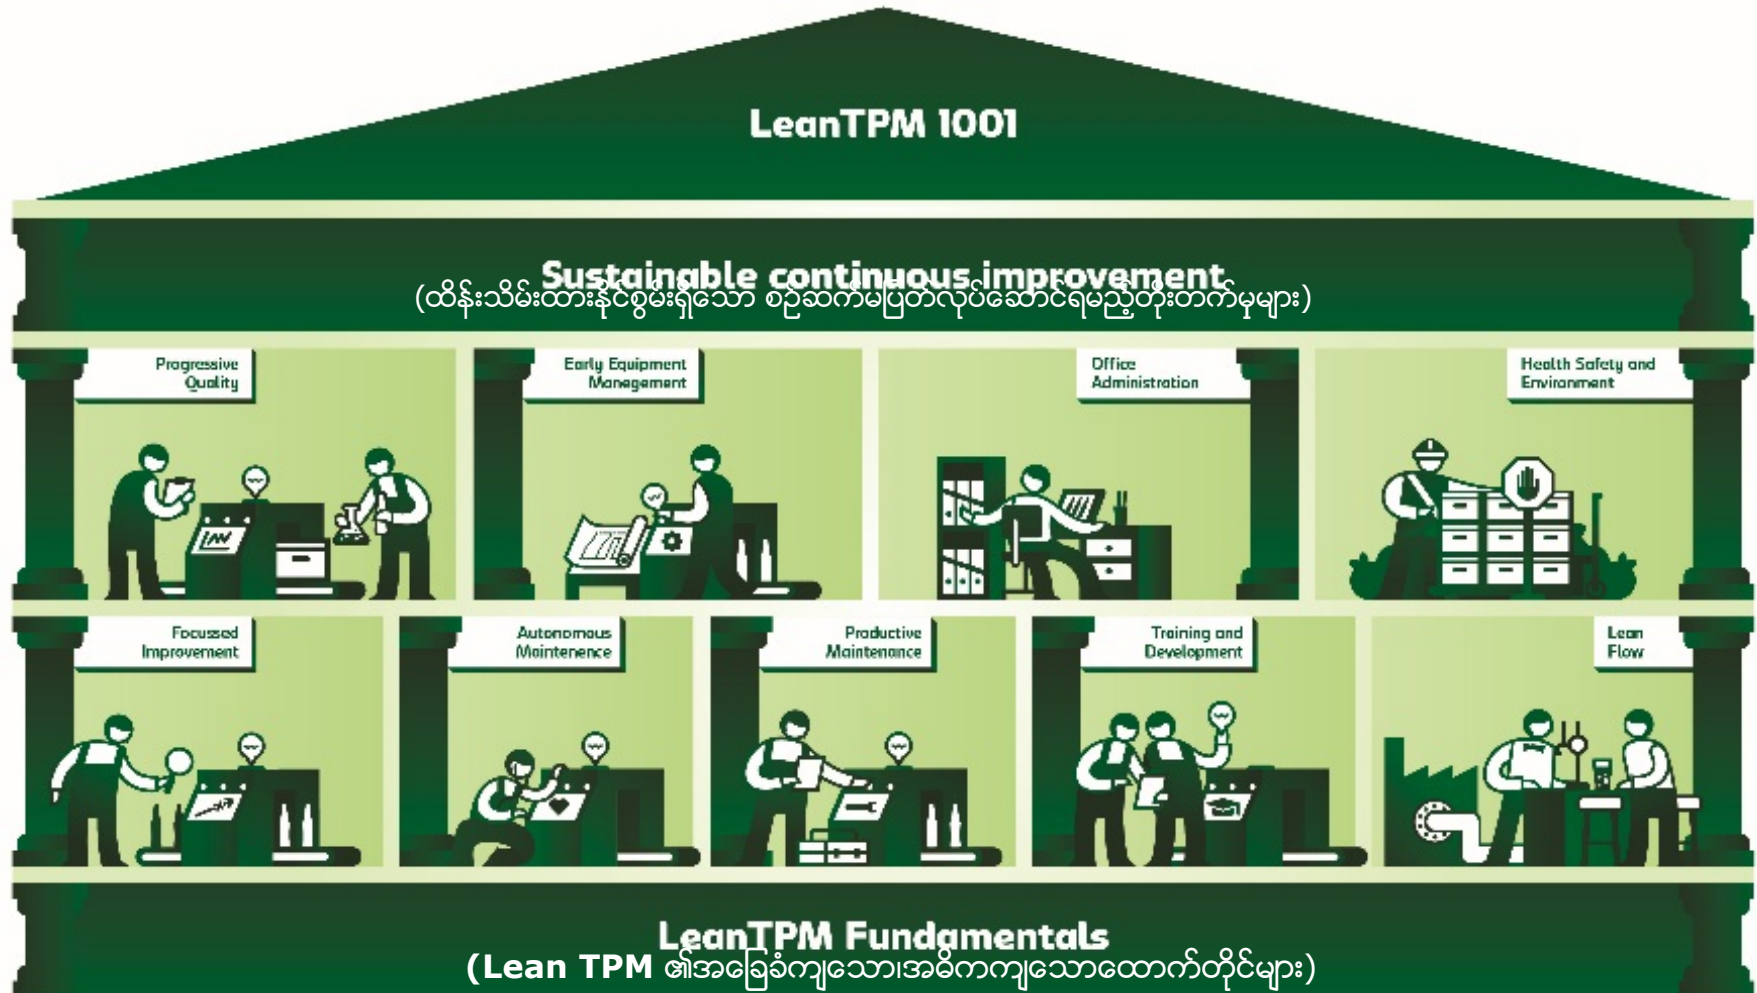 LeanTPM 1001
Sustainable continuous improvement
(ထိန်းသိမ်းထားနိုင်စွမ်းရှိသော စဉ်ဆက်မပြတ်လုပ်ဆောင်ရမည့်တိုးတက်မှုများ)
Progressive
Quality
Early Equipment
Manegement
Office
Administration
Health Safety and
Environment
Focussed
Improvement
Autonomous
Maintenence
Productive
Maintenance
Training and
Development
Lean
Flow
LeanTPM Fundamentals
(Lean TPM ၏အခြေခံကျသော၊အဓိကကျသောထောက်တိုင်များ)